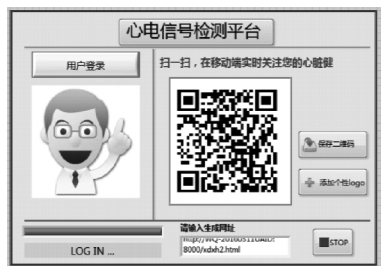 心电信号检测平台
用户登录
扫一扫，在移动端实时关注您的心脏健
保存二维码
添加个性logo
请输入生成网址
8000/xdxh2.html
LOG IN ...
STOP